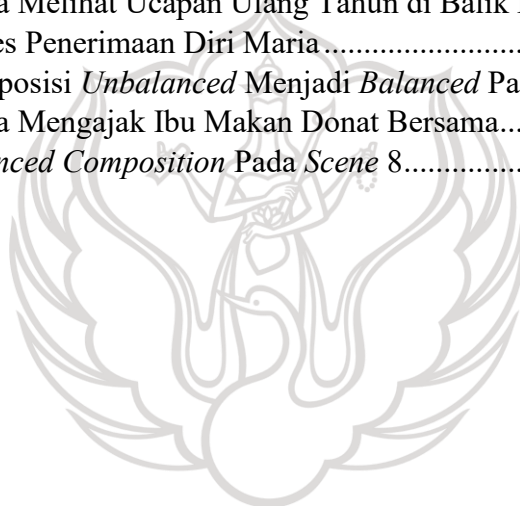 a Melihat Ucapan Ulang Tahun di Balik
es Penerimaan Diri Maria....................
posisi Unbalanced Menjadi Balanced Pa
a Mengajak Ibu Makan Donat Bersama...
nced Composition Pada Scene 8...............